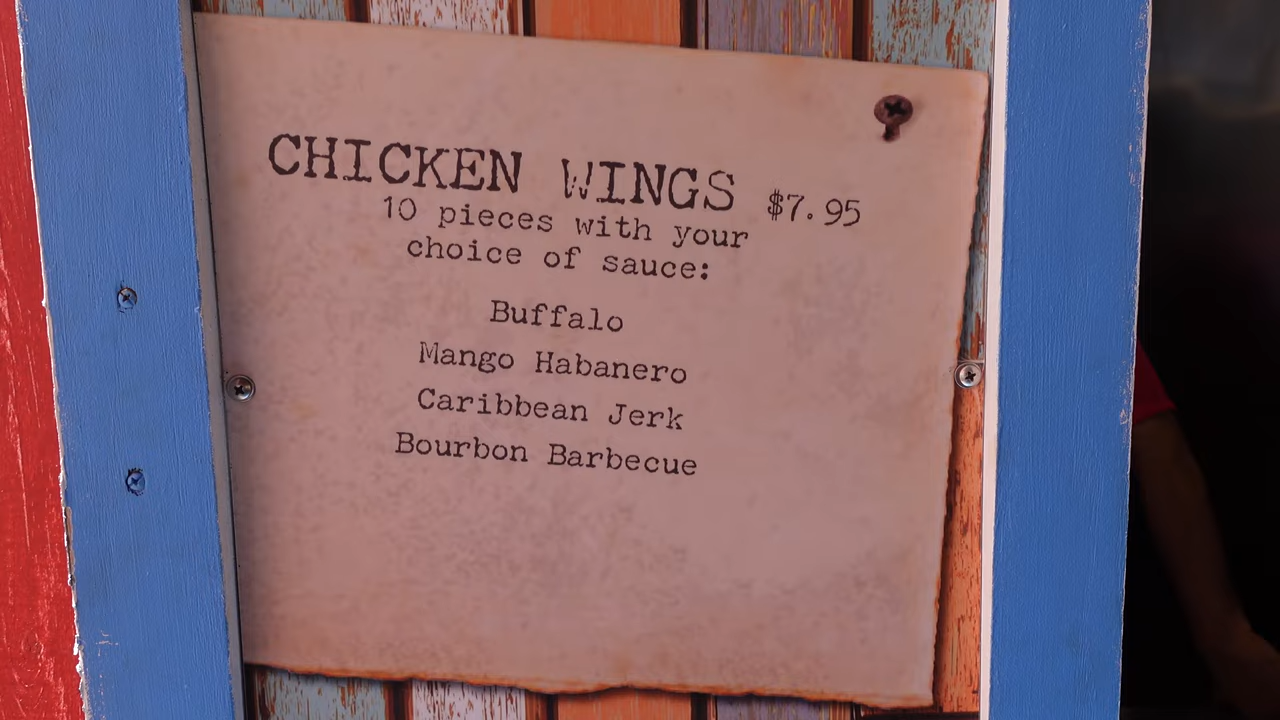 CHICKEN WINGS $7.95
10 pieces with your
choice of sauce:
Buffalo
Mango Habanero
Caribbean Jerk
Bourbon Barbecue